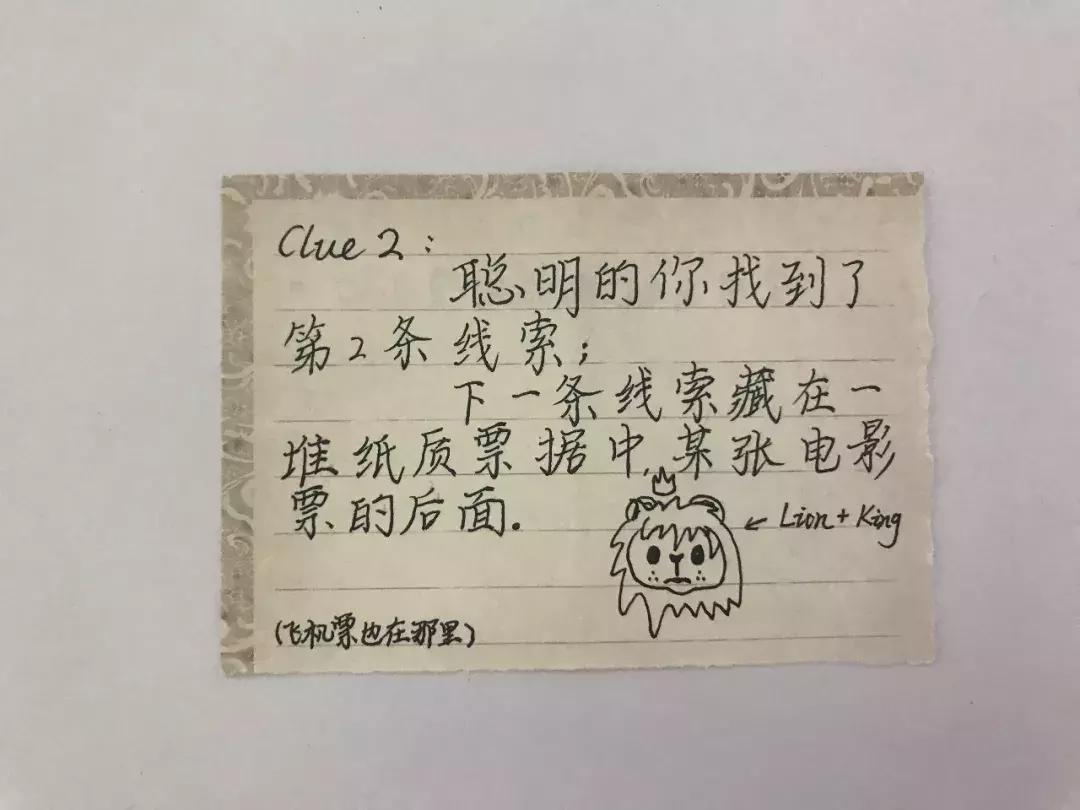 Clue 2：
聪明的你找到了
第2条线索；
下一条线索藏在一
堆纸质票据中,某张电影
票的后面.
← Lion + King
(飞机票也在那里)